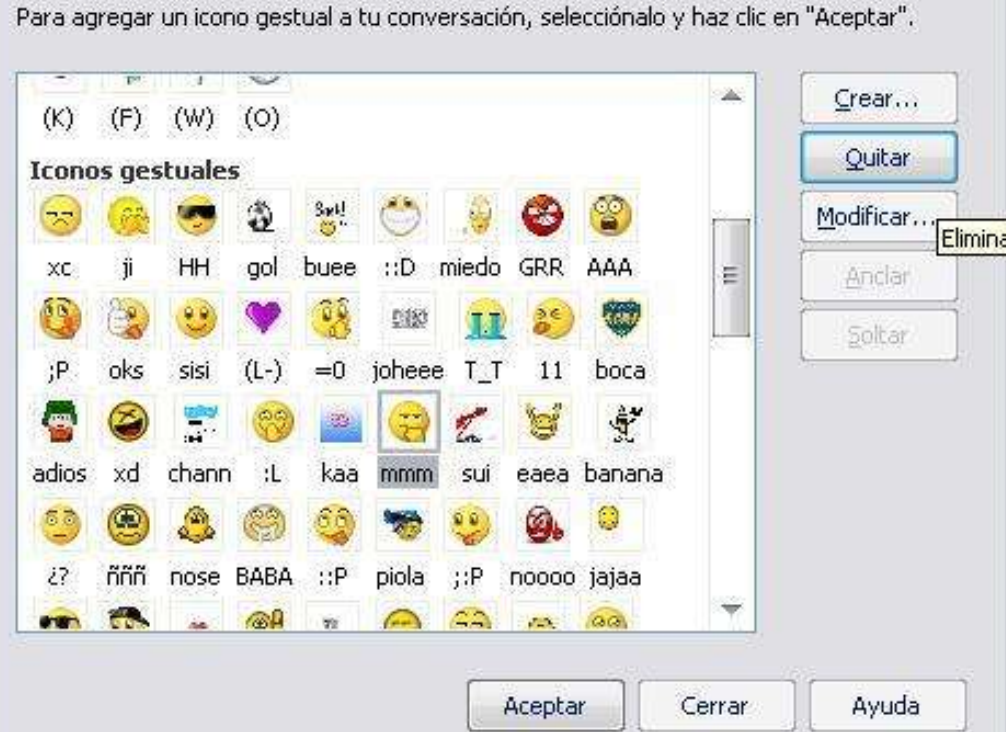 Para agregar un icono gestual a tu conversación, selecciónalo y haz clic en "Aceptar".
(K) (F) (W) (O)
Iconos gestuales
xc ji HH gol buee ::D miedo GRR AAA
;P oks sisi (L-) =0 joheee T_T 11 boca
adios xd chann :L kaa mmm sui eaea banana
¿? ñññ nose BABA ::P piola ;:P noooo jajaa
Crear...
Quitar
Modificar...
Elimina
Anclar
Soltar
Aceptar Cerrar Ayuda